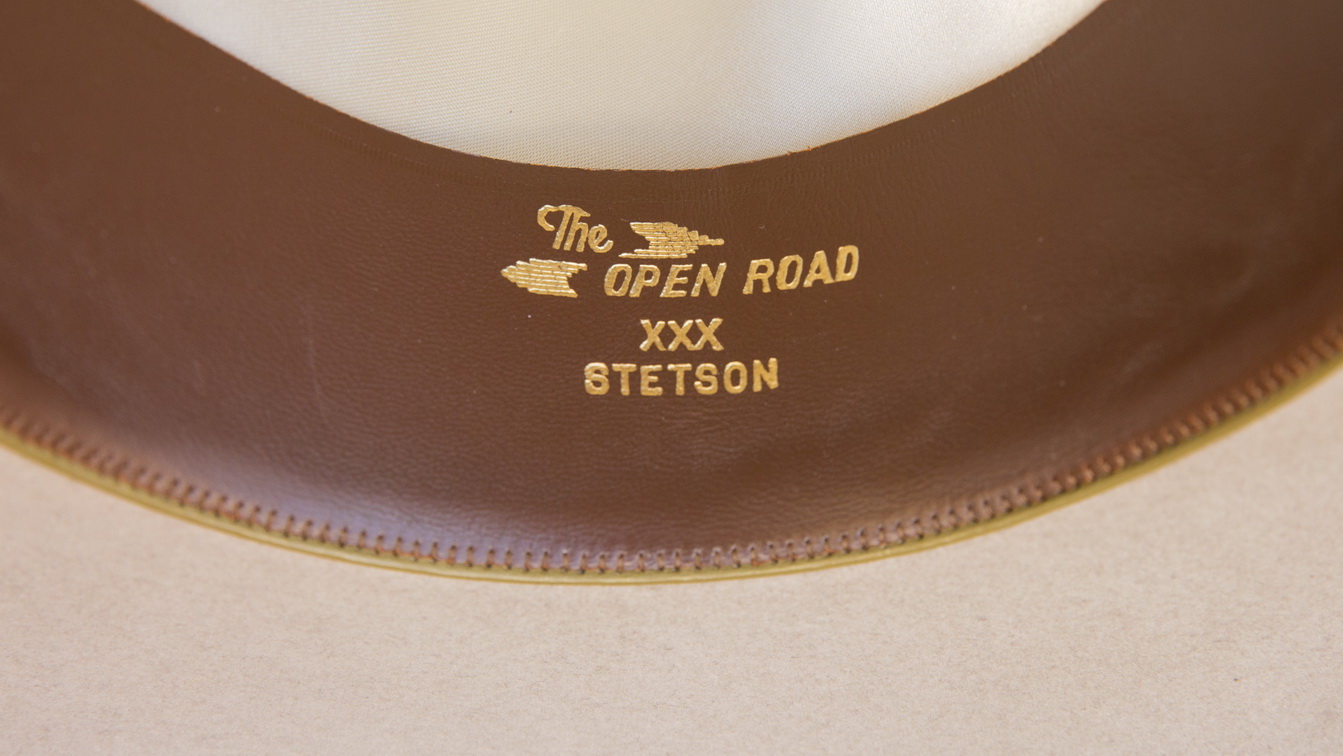 The
OPEN ROAD
XXX
STETSON